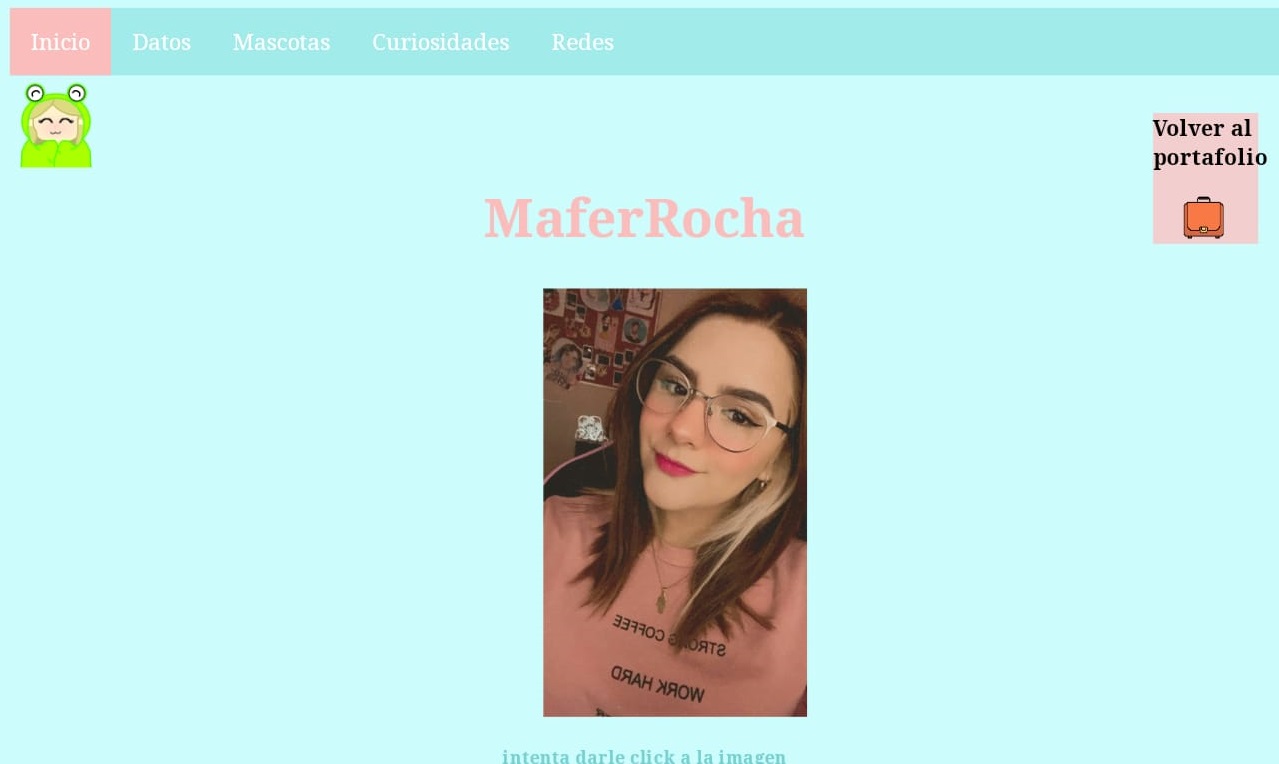 Inicio Datos Mascotas Curiosidades Redes
Volver al
portafolio
MaferRocha
STRONG COFFEE
WORK HARD
intenta darle click a la imagen